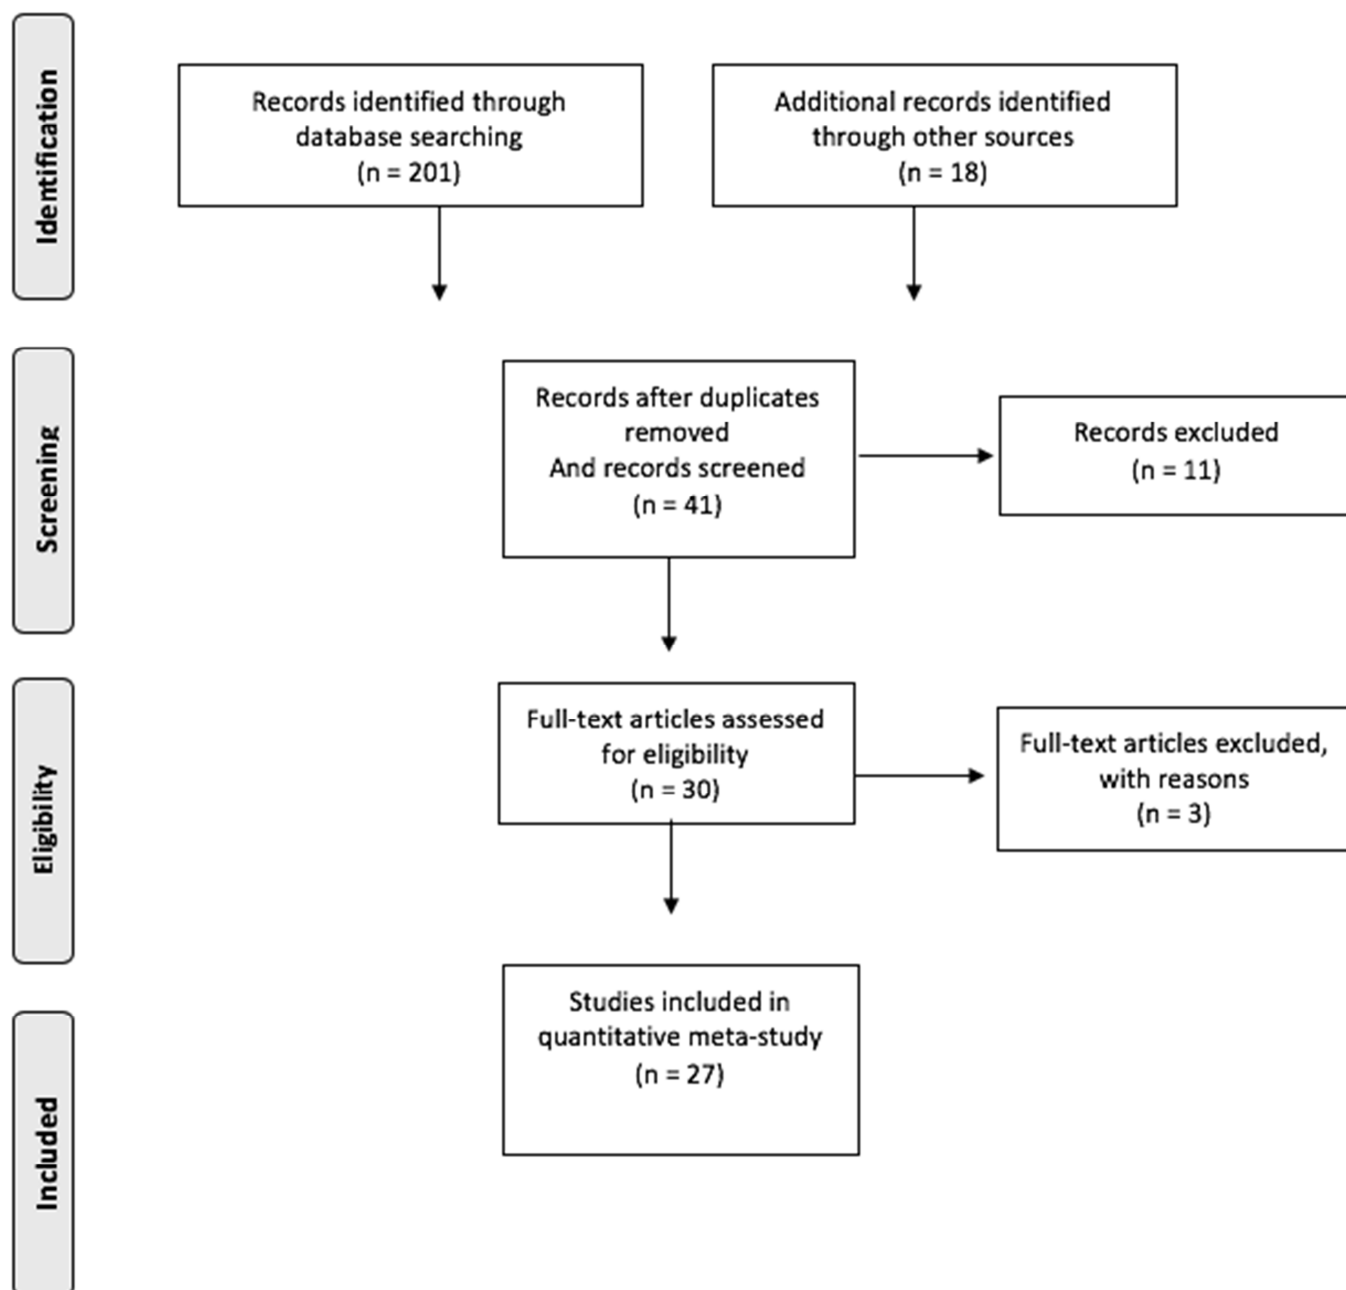 Identification
Records identified through
database searching
(n = 201)
Additional records identified
through other sources
(n = 18)
Screening
Records after duplicates
removed
And records screened
(n = 41)
Records excluded
(n = 11)
Eligibility
Full-text articles assessed
for eligibility
(n = 30)
Full-text articles excluded,
with reasons
(n = 3)
Included
Studies included in
quantitative meta-study
(n = 27)